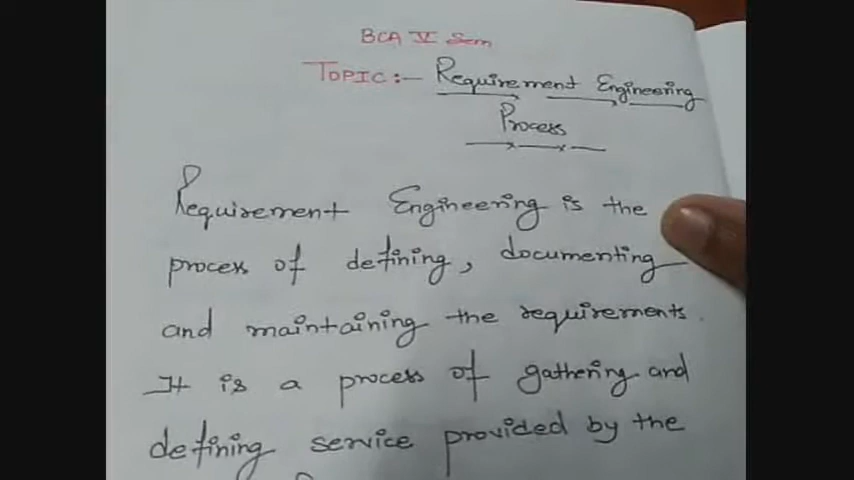 BCA V Sem
TOPIC:- Requirement Engineering
Process
Requirement Engineering is the
process of defining, documenting
and maintaining the requirements.
It is a process of gathering and
defining service provided by the